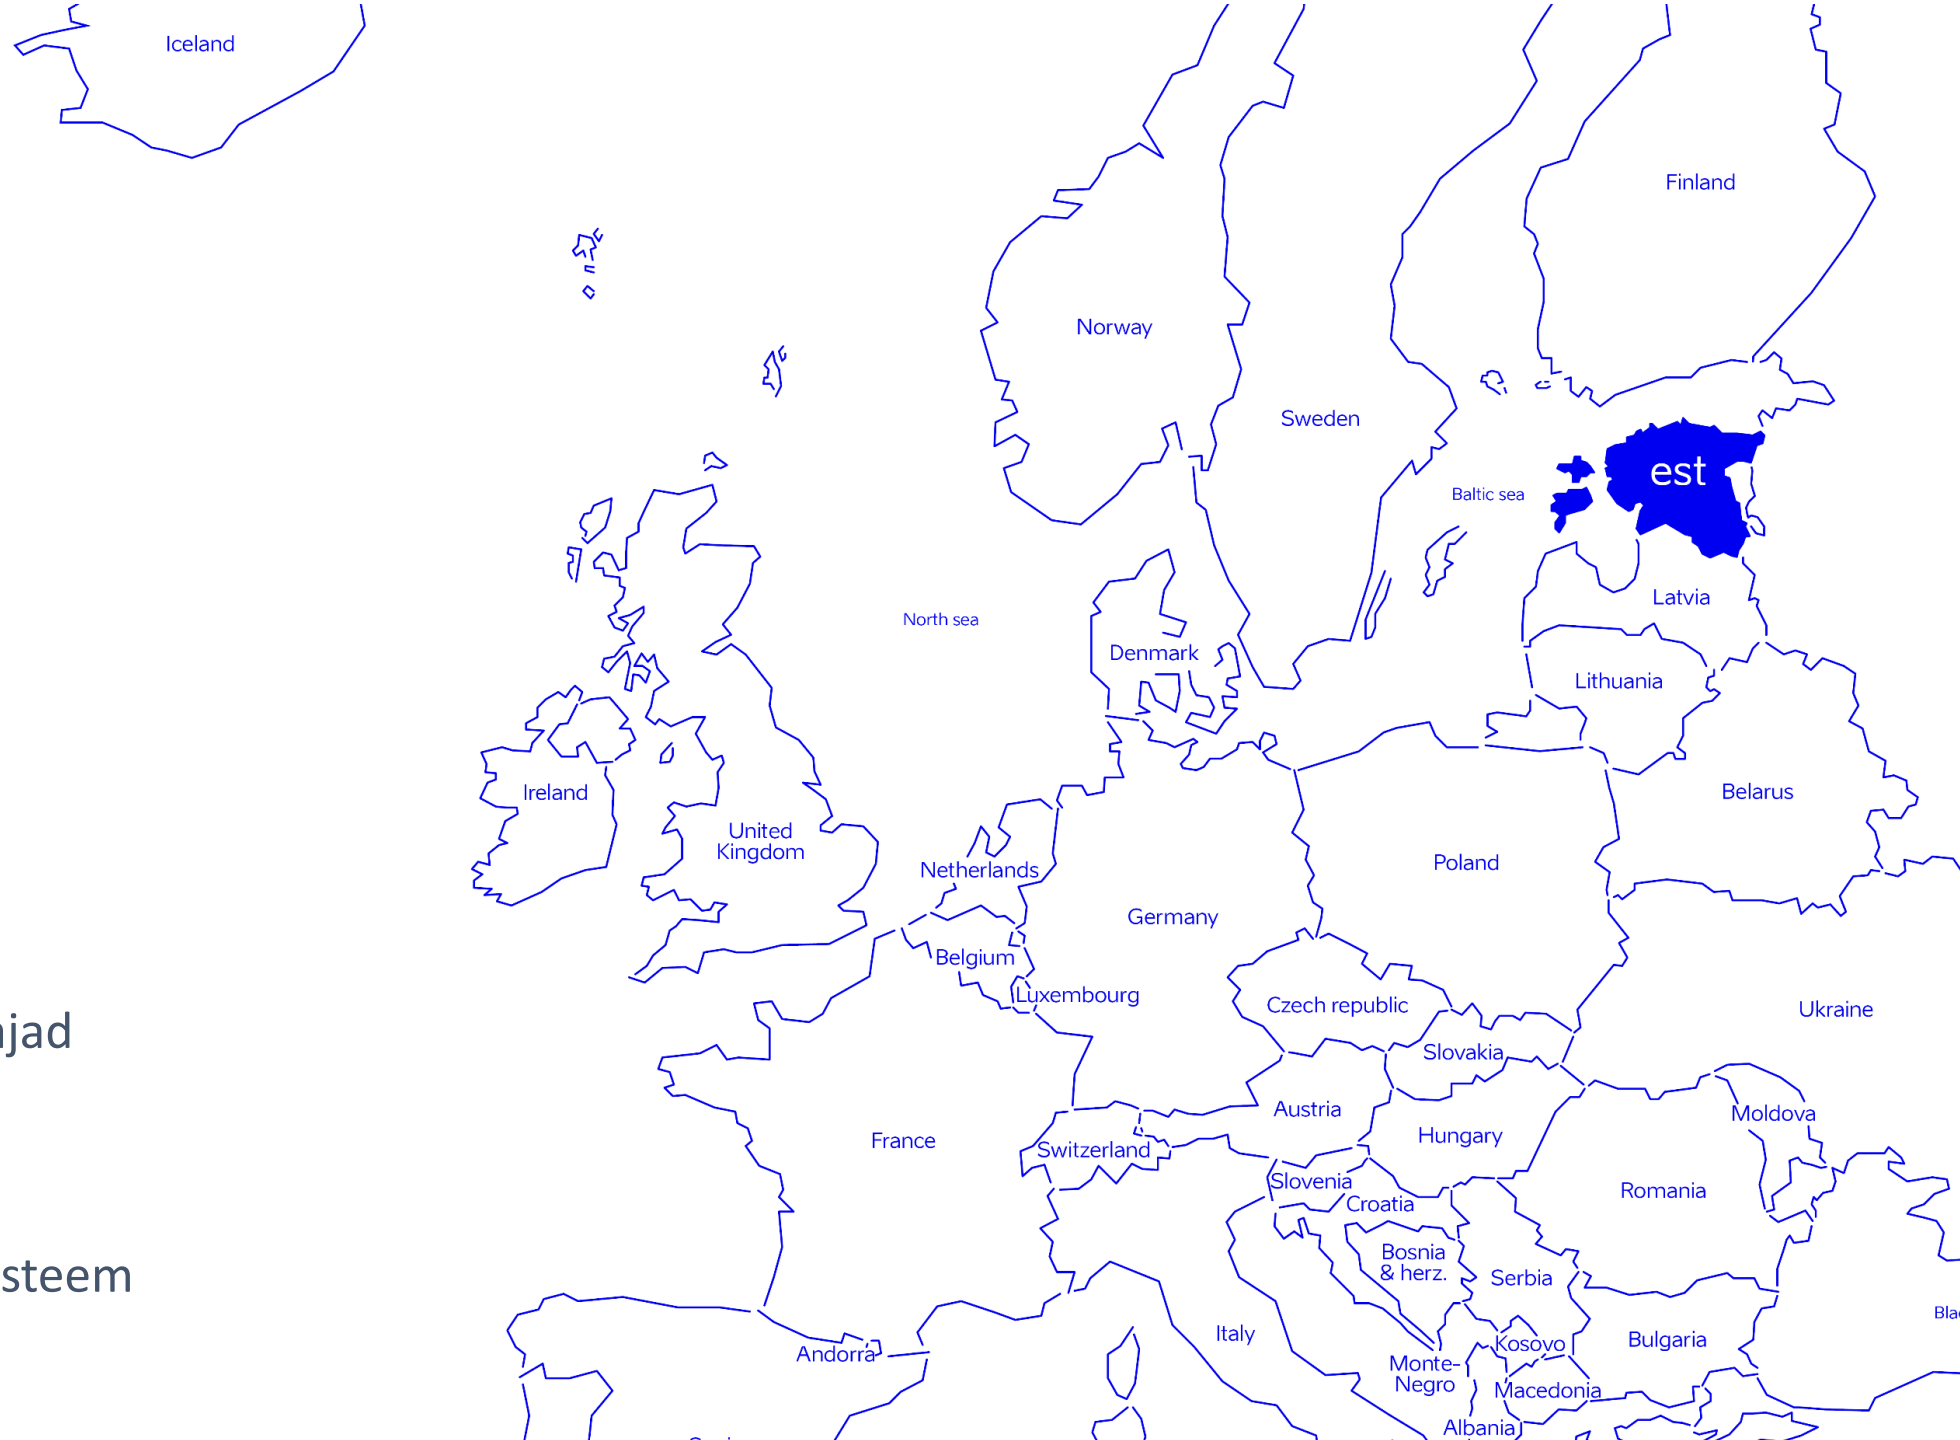 Iceland
Finland
Norway
Sweden
est
Baltic sea
Latvia
North sea
Denmark
Lithuania
Ireland
Belarus
United
Kingdom
Netherlands
Poland
Germany
Belgium
Luxembourg
Czech republic
Ukraine
jad
Slovakia
Austria
Moldova
France
Switzerland
Hungary
Slovenia
Croatia
Romania
Bosnia
& herz.
Serbia
steem
Italy
Kosovo
Bulgaria
Andorra
Monte-
Negro
Macedonia
Albania